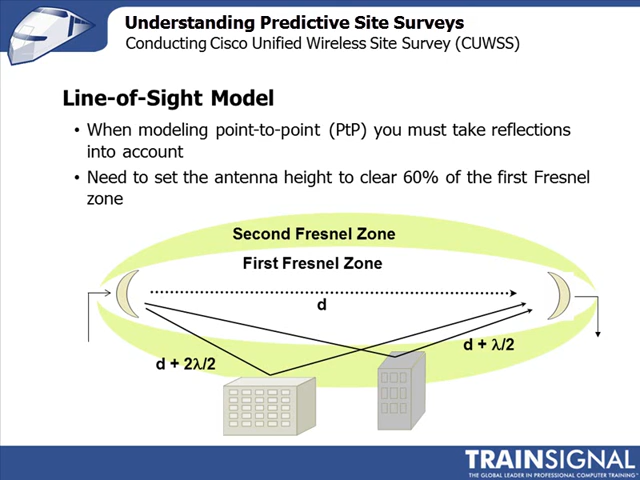 Understanding Predictive Site Surveys
Conducting Cisco Unified Wireless Site Survey (CUWSS)
Line-of-Sight Model
• When modeling point-to-point (PtP) you must take reflections
into account
• Need to set the antenna height to clear 60% of the first Fresnel
zone
Second Fresnel Zone
First Fresnel Zone
d
d + λ/2
d + 2λ/2
TRAINSIGNAL
THE GLOBAL LEADER IN PROFESSIONAL COMPUTER TRAINING™